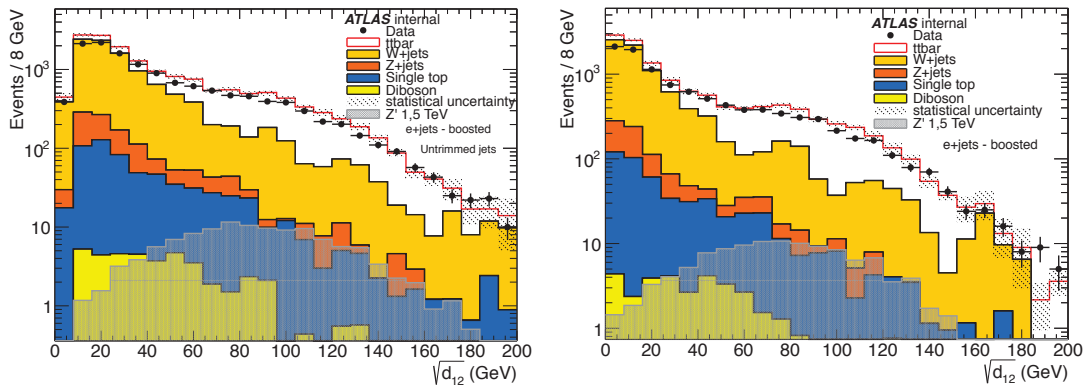 ATLAS internal
Data
ttbar
W+jets
Z+jets
Single top
Diboson
statistical uncertainty
Z' 1,5 TeV
e+jets - boosted
Untrimmed jets
Events / 8 GeV
10³
10²
10
1
0 20 40 60 80 100 120 140 160 180 200
√d₁₂ (GeV)
ATLAS internal
Data
ttbar
W+jets
Z+jets
Single top
Diboson
statistical uncertainty
Z' 1,5 TeV
e+jets - boosted
Events / 8 GeV
10³
10²
10
1
0 20 40 60 80 100 120 140 160 180 200
√d₁₂ (GeV)